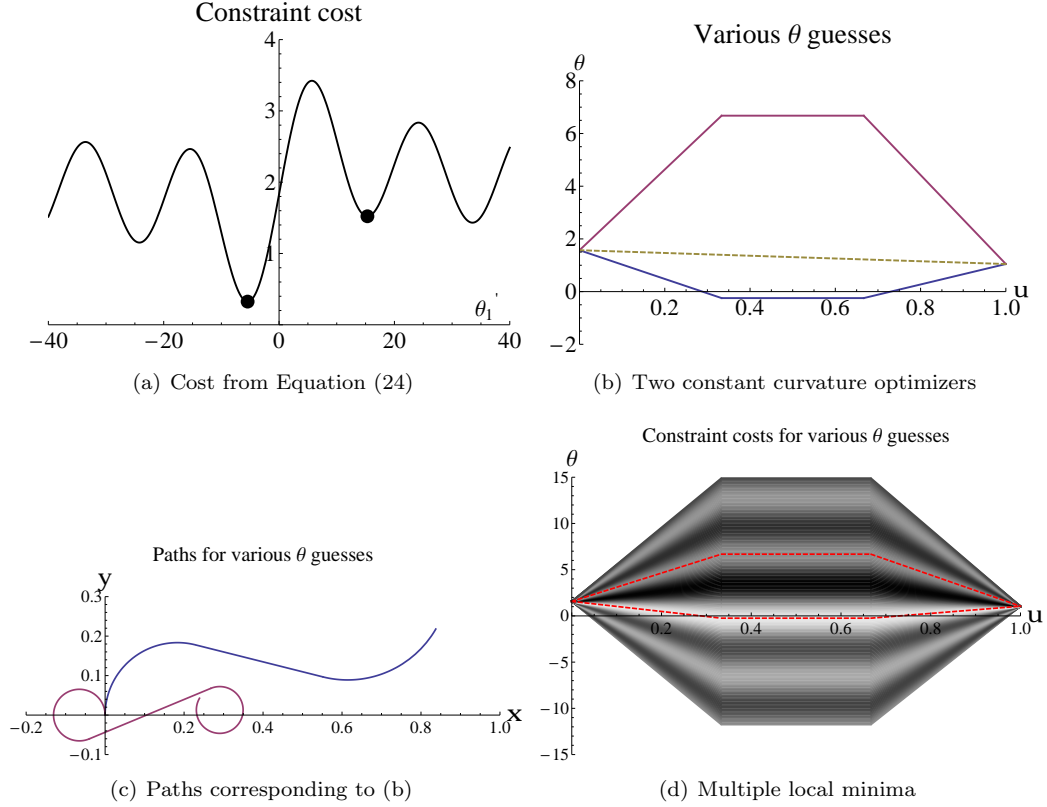 Constraint cost
4
3
2
1
θ₁'
−40 −20 0 20 40
(a) Cost from Equation (24)
Various θ guesses
θ
8
6
4
2
0
−2
0.2 0.4 0.6 0.8 1.0
u
(b) Two constant curvature optimizers
Paths for various θ guesses
y
0.3
0.2
0.1
−0.1
−0.2 0.0 0.2 0.4 0.6 0.8 1.0
x
(c) Paths corresponding to (b)
Constraint costs for various θ guesses
θ
15
10
5
0
−5
−10
−15
0.2 0.4 0.6 0.8 1.0
u
(d) Multiple local minima